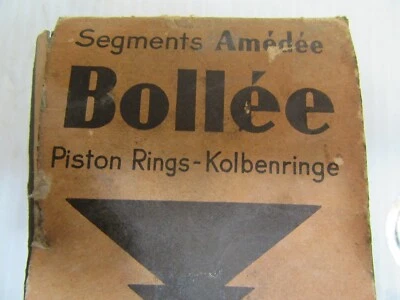 Segments Amédée
Bollée
Piston Rings-Kolbenringe